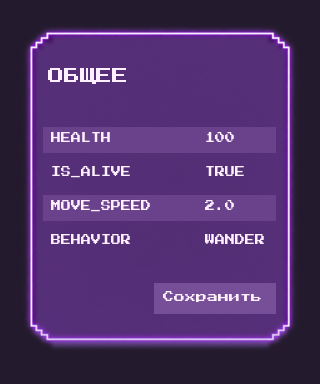 ОБЩЕЕ
HEALTH 100
IS_ALIVE TRUE
MOVE_SPEED 2.0
BEHAVIOR WANDER
Сохранить